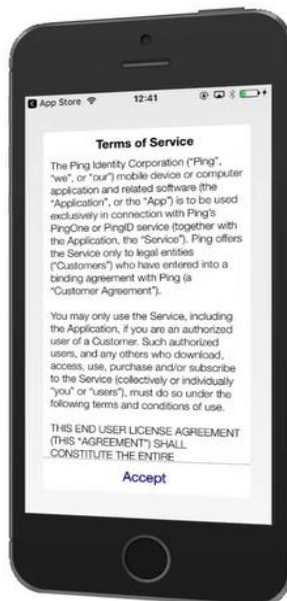 App Store 12:41
Terms of Service
The Ping Identity Corporation ("Ping",
"we", or "our") mobile device or computer
application and related software (the
"Application", or the "App") is to be used
exclusively in connection with Ping's
PingOne or PingID service (together with
the Application, the "Service"). Ping offers
the Service only to legal entities
("Customers") who have entered into a
binding agreement with Ping (a
"Customer Agreement").
You may only use the Service, including
the Application, if you are an authorized
user of a Customer. Such authorized
users, and any others who download,
access, use, purchase and/or subscribe
to the Service (collectively or individually
"you" or "users"), must do so under the
following terms and conditions of use.
THIS END USER LICENSE AGREEMENT
(THIS "AGREEMENT") SHALL
CONSTITUTE THE ENTIRE
Accept